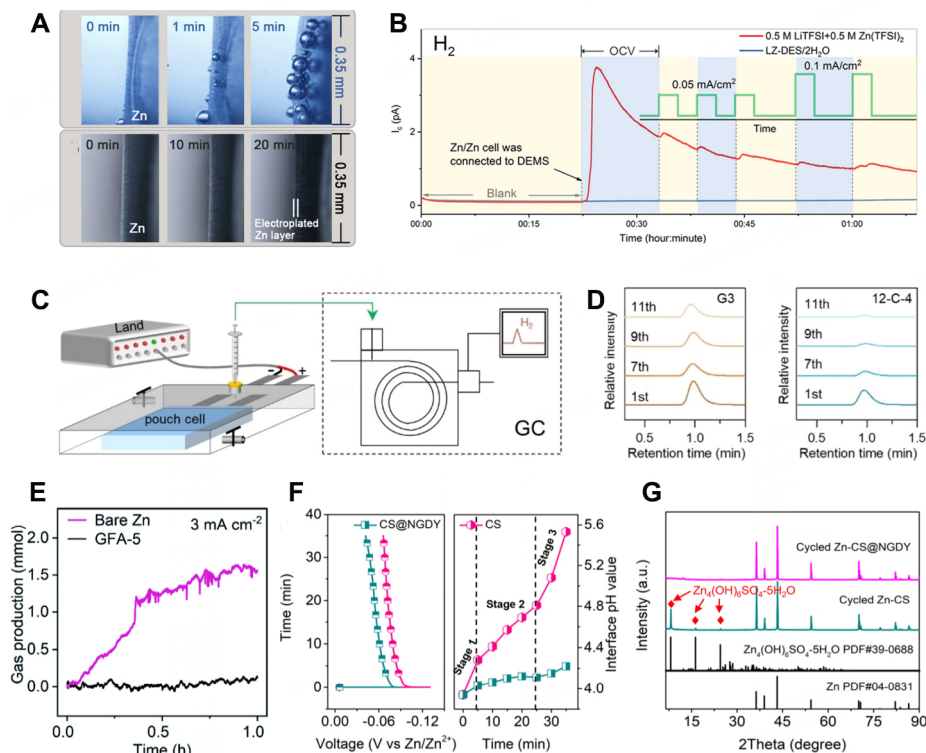 A
0 min
1 min
5 min
Zn
0.35 mm
0 min
10 min
20 min
Zn
Electroplated
Zn layer
0.35 mm
B
H2
0.5 M LiTFSI+0.5 M Zn(TFSI)2
LZ-DES/2H2O
OCV
0.05 mA/cm2
0.1 mA/cm2
Time
Zn/Zn cell was
connected to DEMS
Blank
Ic (pA)
4
2
0
00:00
00:15
00:30
00:45
01:00
Time (hour:minute)
C
Land
- +
pouch cell
H2
GC
D
G3
11th
9th
7th
1st
Relative intensity
0.5
1.0
1.5
Retention time (min)
12-C-4
11th
9th
7th
1st
Relative intensity
0.5
1.0
1.5
Retention time (min)
E
Bare Zn
GFA-5
3 mA cm-2
Gas production (mmol)
2.0
1.5
1.0
0.5
0.0
0.0
0.5
1.0
Time (h)
F
CS@NGDY
CS
Time (min)
40
35
30
25
20
15
10
5
0
0.00
-0.06
-0.12
Voltage (V vs Zn/Zn2+)
Stage 1
Stage 2
Stage 3
5.6
5.2
4.8
4.4
4.0
Interface pH value
0
10
20
30
Time (min)
G
Cycled Zn-CS@NGDY
Zn4(OH)6SO4-5H2O
Cycled Zn-CS
Zn4(OH)6SO4-5H2O PDF#39-0688
Zn PDF#04-0831
Intensity (a.u.)
15
30
45
60
75
90
2Theta (degree)